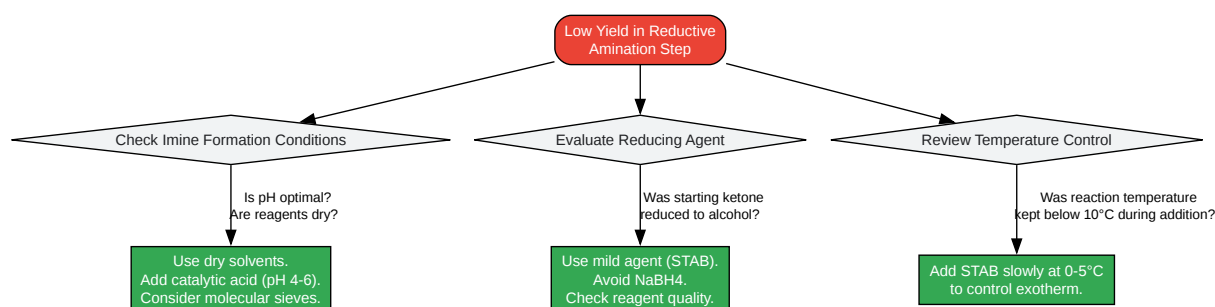 Low Yield in Reductive
Amination Step
Check Imine Formation Conditions
Evaluate Reducing Agent
Review Temperature Control
Is pH optimal?
Are reagents dry?
Was starting ketone
reduced to alcohol?
Was reaction temperature
kept below 10°C during addition?
Use dry solvents.
Add catalytic acid (pH 4-6).
Consider molecular sieves.
Use mild agent (STAB).
Avoid NaBH4.
Check reagent quality.
Add STAB slowly at 0-5°C
to control exotherm.